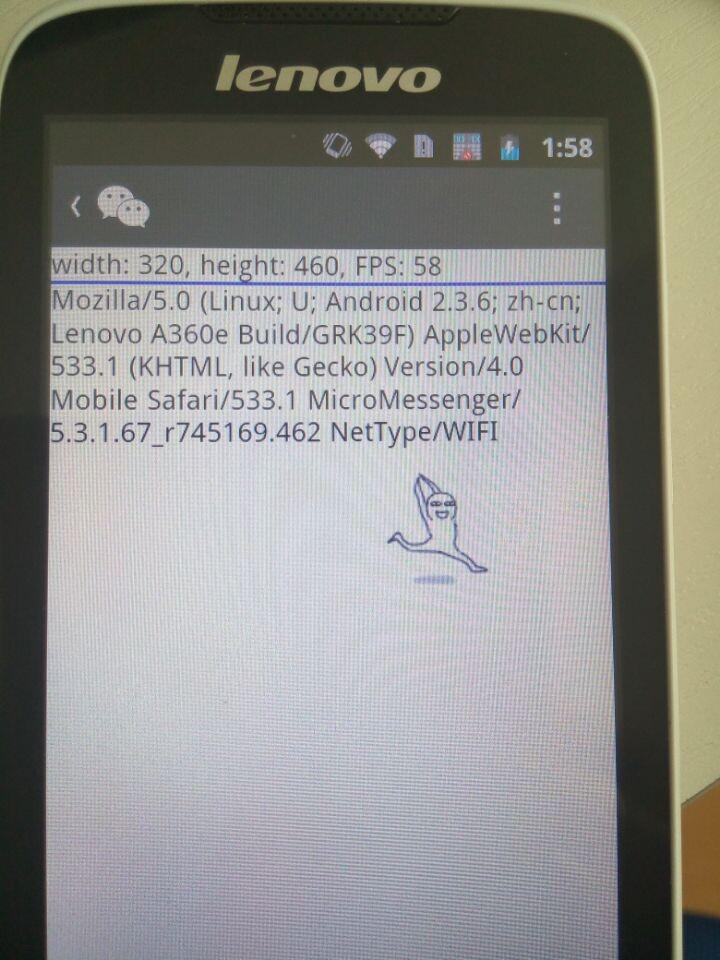 lenovo
1:58
width: 320, height: 460, FPS: 58
Mozilla/5.0 (Linux; U; Android 2.3.6; zh-cn;
Lenovo A360e Build/GRK39F) AppleWebKit/
533.1 (KHTML, like Gecko) Version/4.0
Mobile Safari/533.1 MicroMessenger/
5.3.1.67_r745169.462 NetType/WIFI